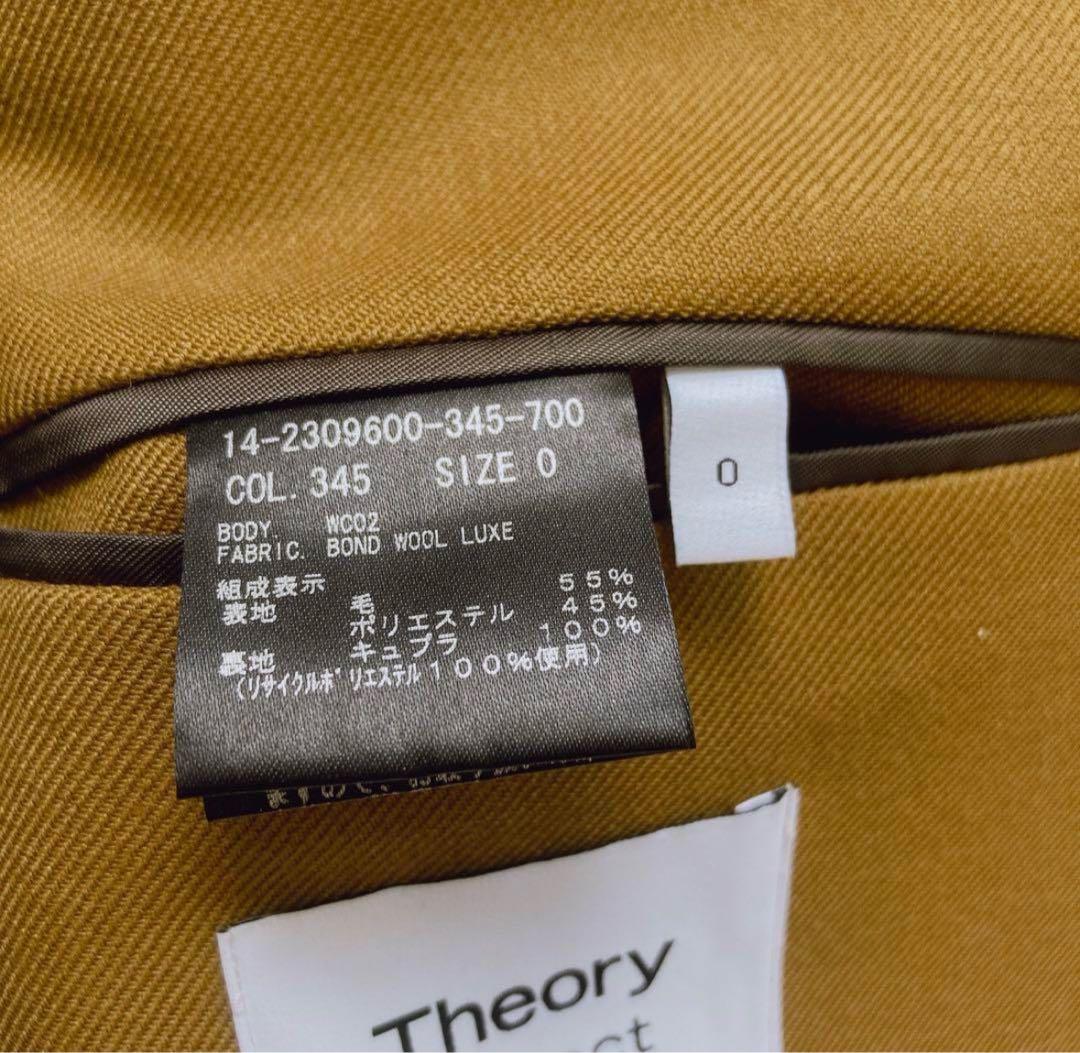 14-2309600-345-700
COL. 345 SIZE 0
0
BODY. WC02
FABRIC. BOND WOOL LUXE
組成表示
表地 毛 55%
ポリエステル 45%
裏地 キュプラ 100%
(リサイクルポリエステル100%使用)
Theory